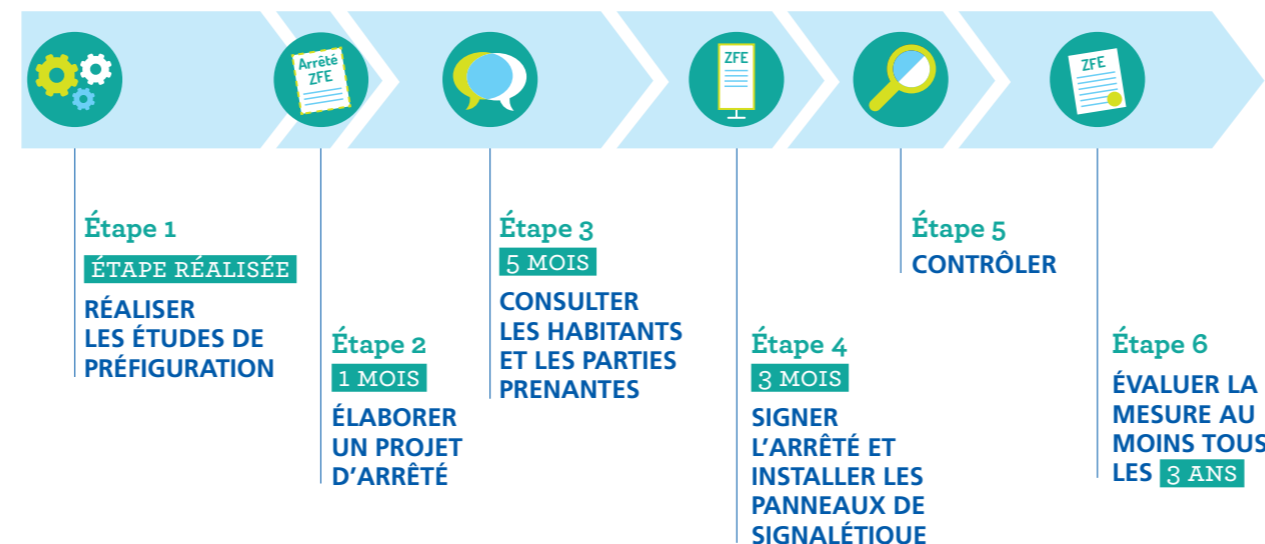 Arrêté
ZFE
ZFE
ZFE
Étape 1
ÉTAPE RÉALISÉE
RÉALISER
LES ÉTUDES DE
PRÉFIGURATION
Étape 2
1 MOIS
ÉLABORER
UN PROJET
D’ARRÊTÉ
Étape 3
5 MOIS
CONSULTER
LES HABITANTS
ET LES PARTIES
PRENANTES
Étape 4
3 MOIS
SIGNER
L’ARRÊTÉ ET
INSTALLER LES
PANNEAUX DE
SIGNALÉTIQUE
Étape 5
CONTRÔLER
Étape 6
ÉVALUER LA
MESURE AU
MOINS TOUS
LES 3 ANS